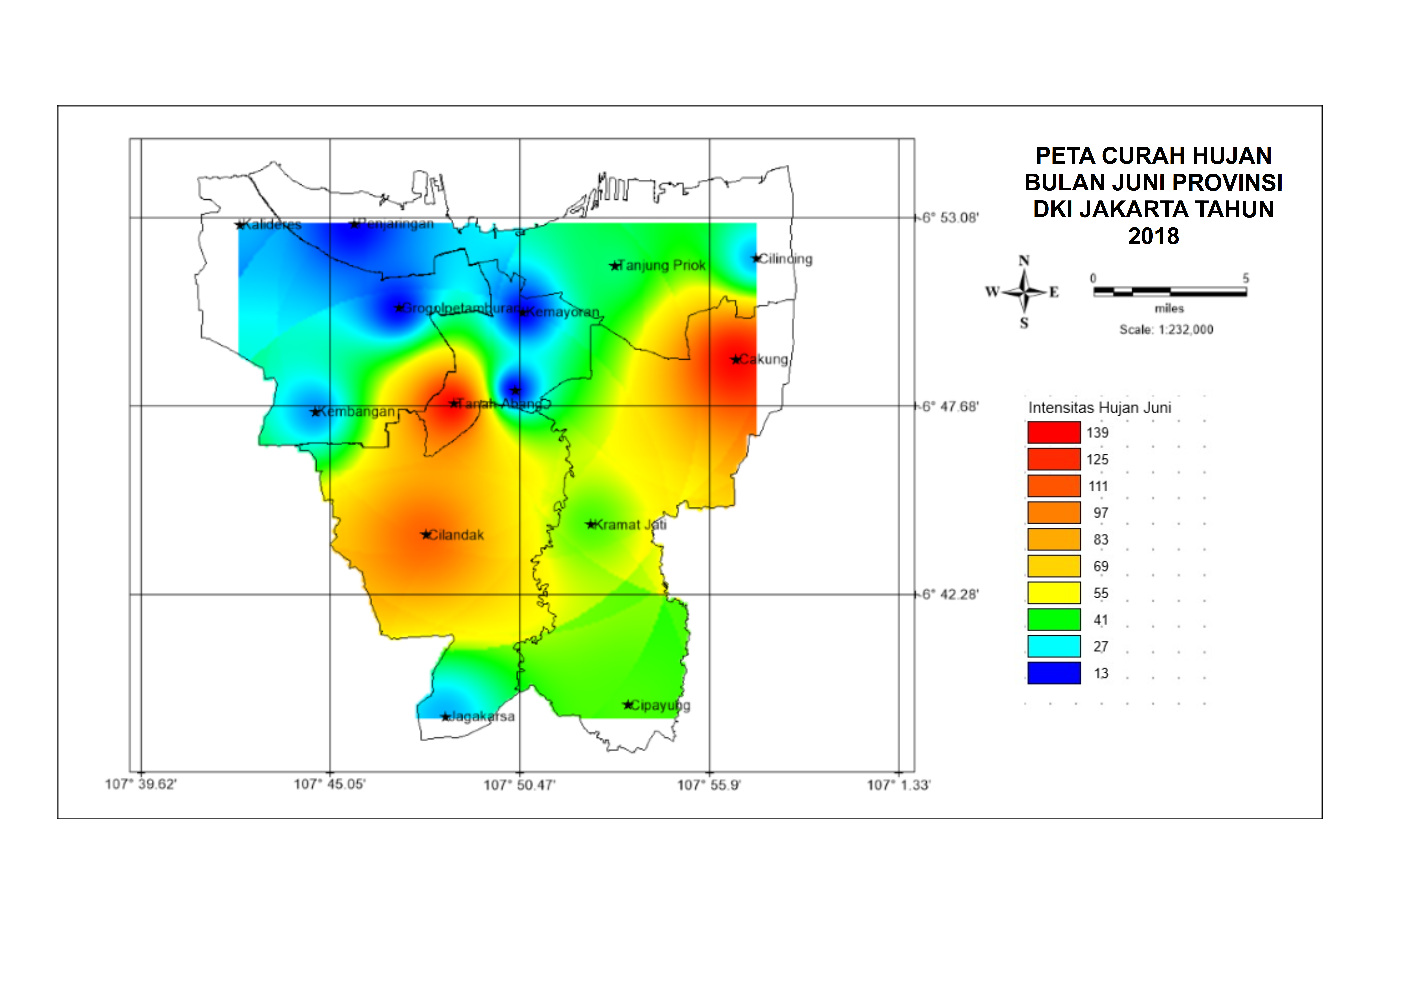 PETA CURAH HUJAN
BULAN JUNI PROVINSI
DKI JAKARTA TAHUN
2018
N
W E
S
0 5
miles
Scale: 1:232,000
Intensitas Hujan Juni
139
125
111
97
83
69
55
41
27
13
Kalideres
Penjaringan
Tanjung Priok
Cilincing
Grogolpetamburan
Kemayoran
Cakung
Kembangan
Tanah Abang
Kramat Jati
Cilandak
Jagakarsa
Cipayung
-6° 53.08'
-6° 47.68'
-6° 42.28'
107° 39.62'
107° 45.05'
107° 50.47'
107° 55.9'
107° 1.33'